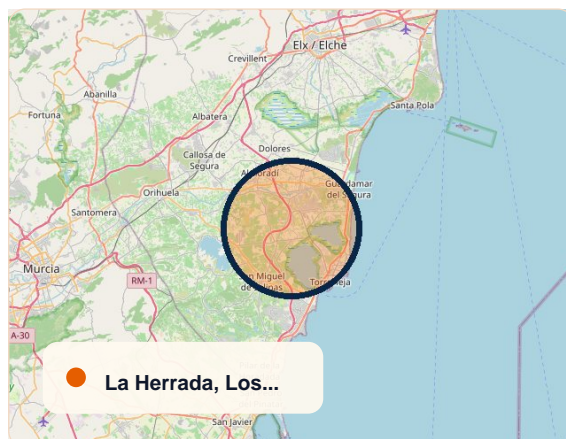 Elx / Elche
Crevillent
Abanilla
Santa Pola
Fortuna
Albatera
Dolores
Callosa de
Segura
Almoradí
Guardamar
del Segura
Orihuela
Santomera
Murcia
RM-1
San Miguel
de Salinas
Torrevieja
A-30
La Herrada, Los...
San Javier